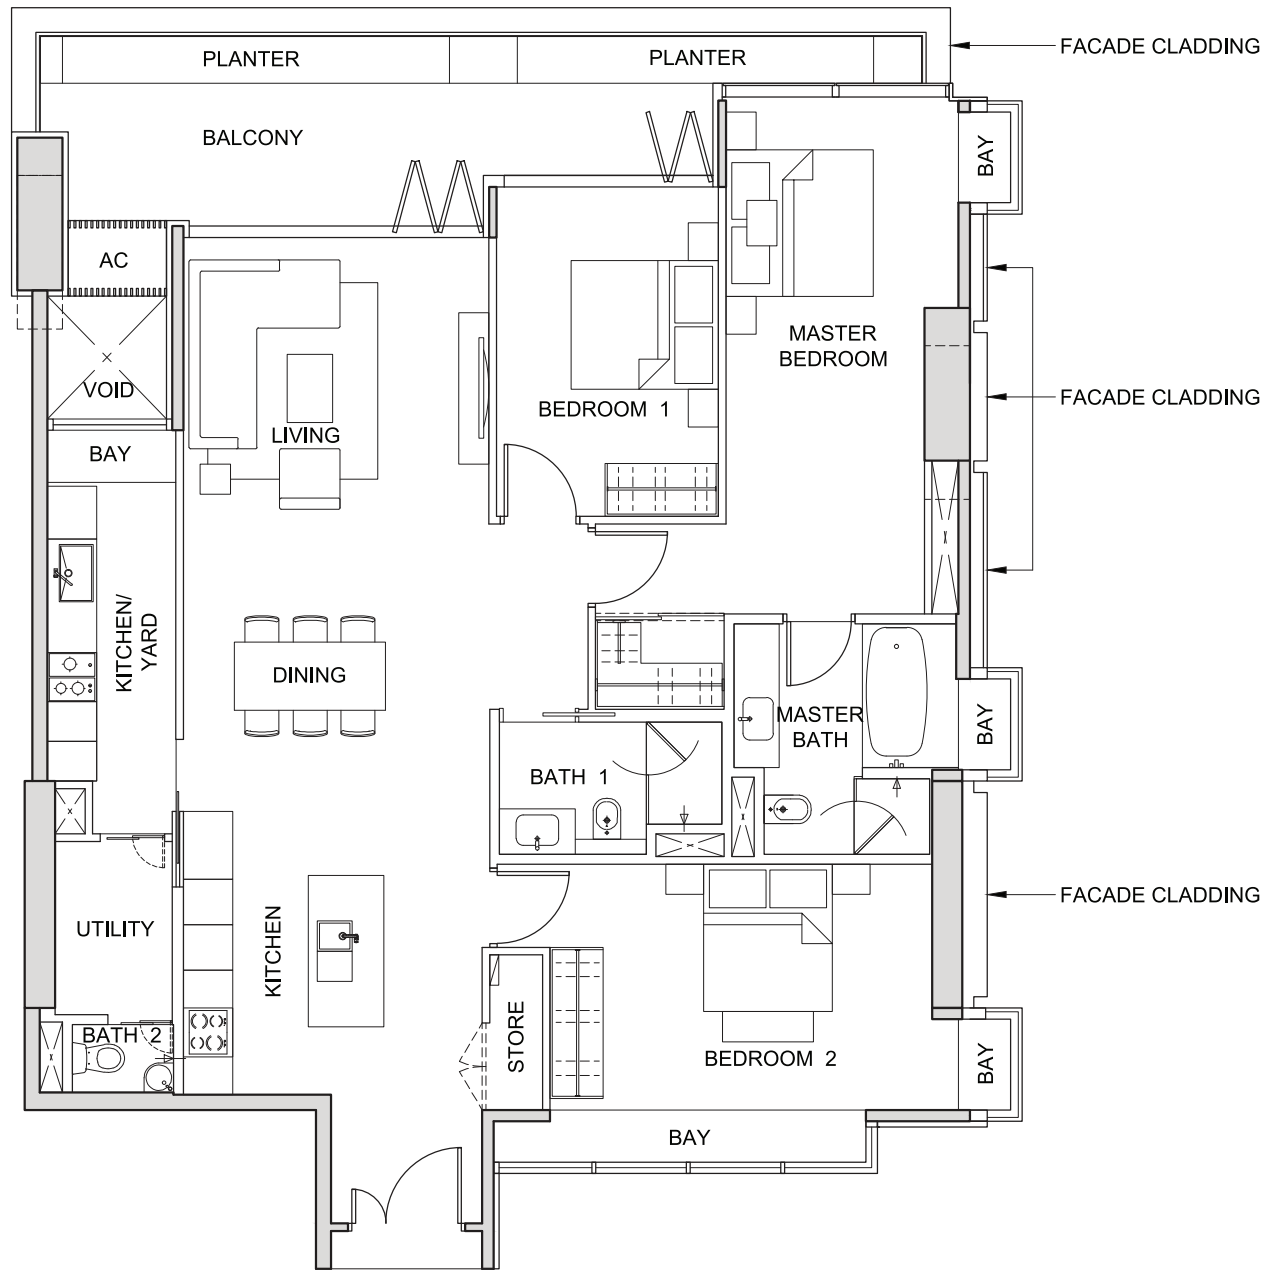 FACADE CLADDING
PLANTER
PLANTER
BALCONY
BAY
AC
MASTER
BEDROOM
VOID
FACADE CLADDING
BEDROOM 1
LIVING
BAY
KITCHEN/
YARD
DINING
MASTER
BATH
BAY
BATH 1
FACADE CLADDING
UTILITY
KITCHEN
BATH 2
STORE
BEDROOM 2
BAY
BAY